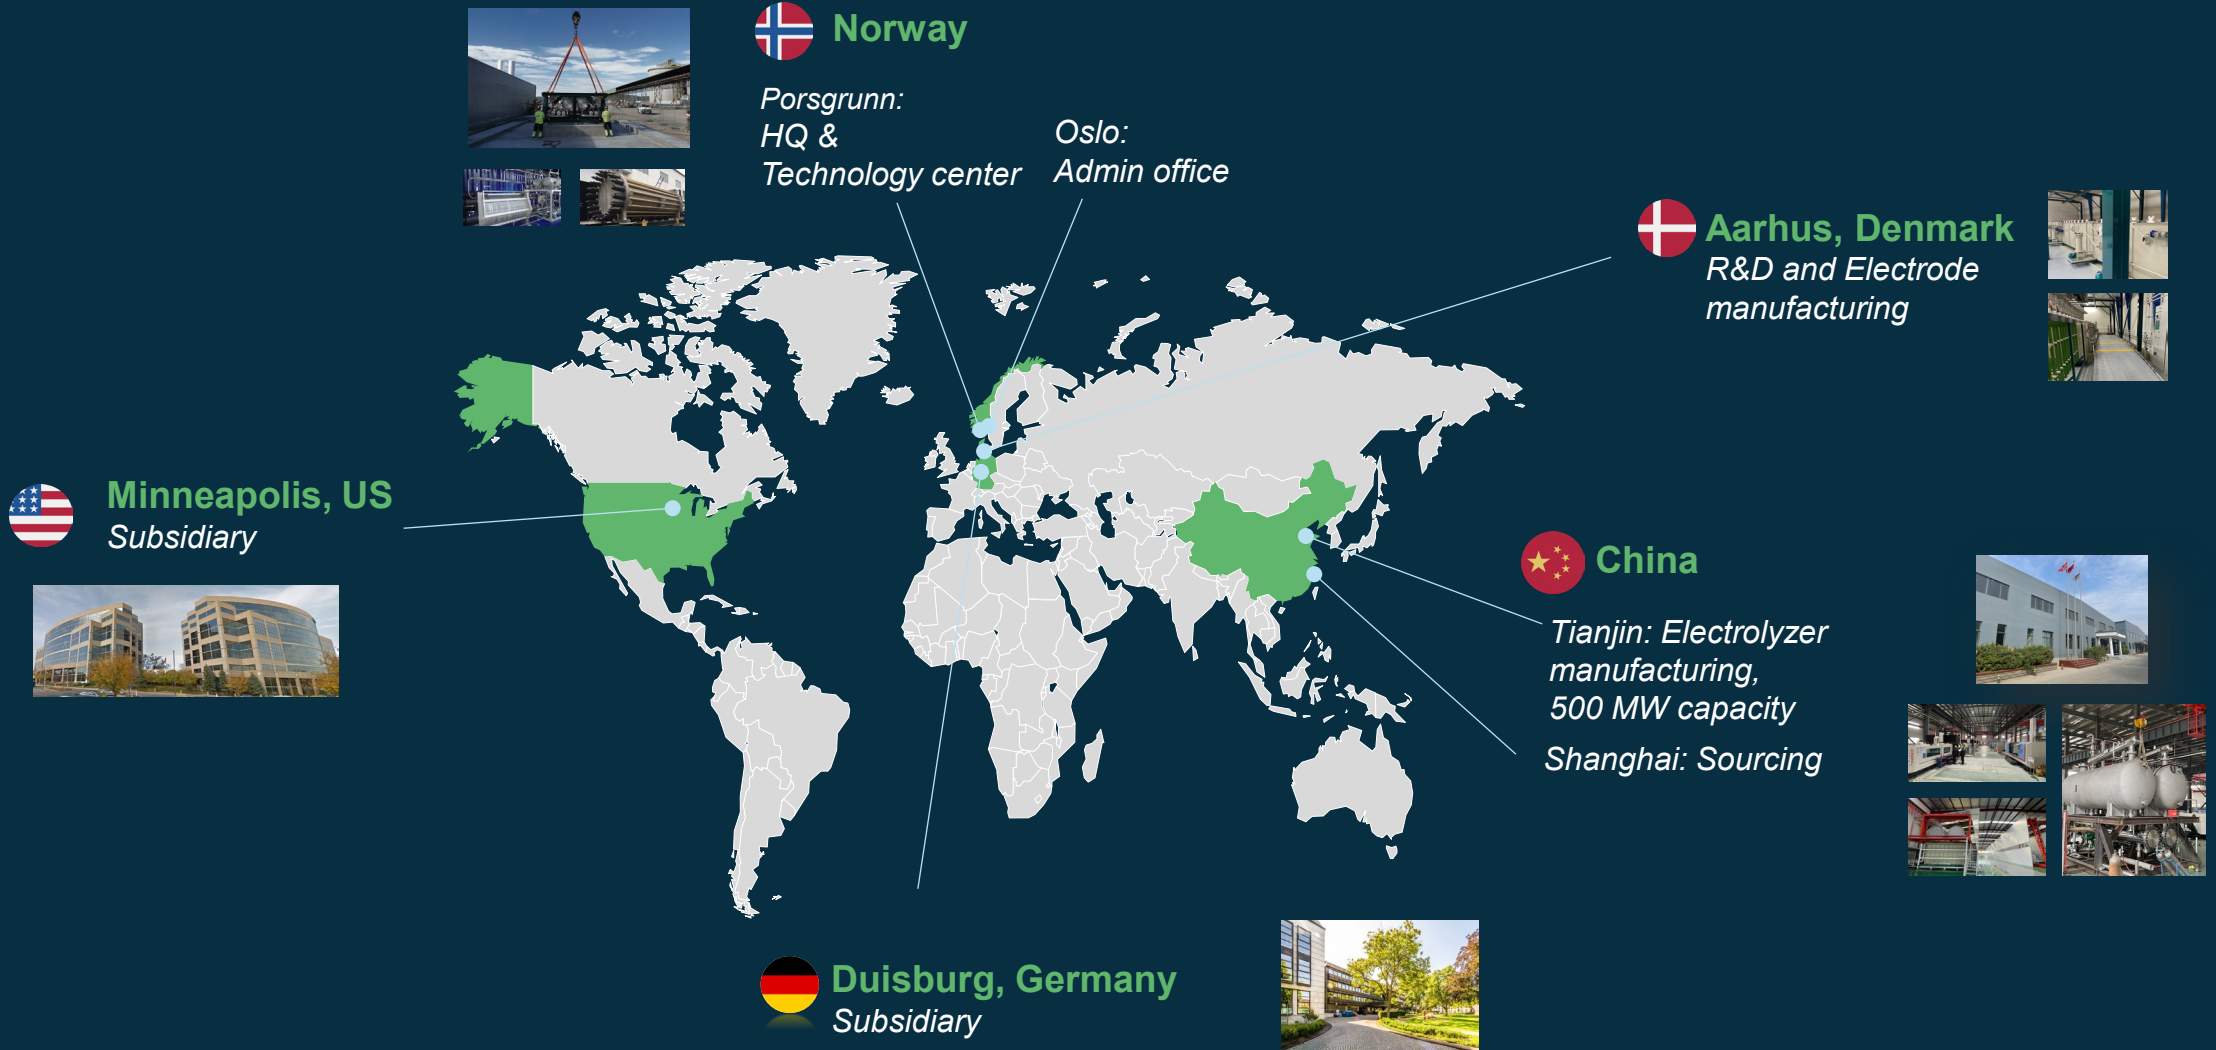 Norway
Porsgrunn:
HQ &
Technology center
Oslo:
Admin office
Aarhus, Denmark
R&D and Electrode
manufacturing
Minneapolis, US
Subsidiary
China
Tianjin: Electrolyzer
manufacturing,
500 MW capacity
Shanghai: Sourcing
Duisburg, Germany
Subsidiary